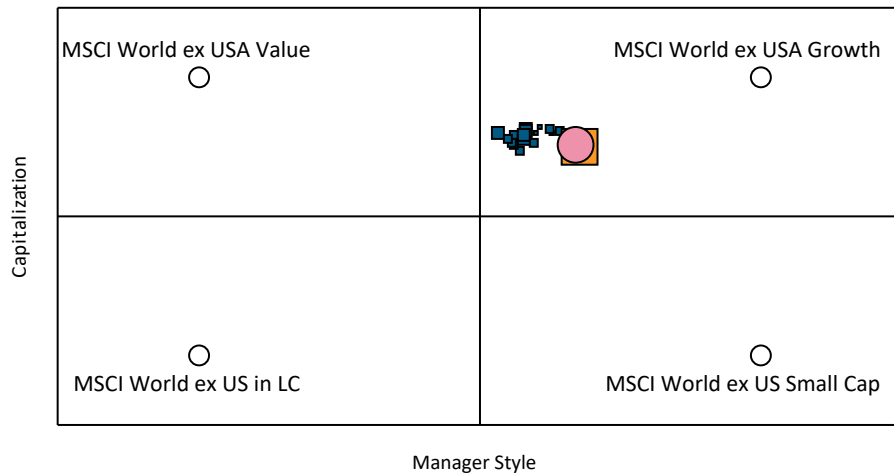 MSCI World ex USA Value
MSCI World ex USA Growth
Capitalization
MSCI World ex US in LC
MSCI World ex US Small Cap
Manager Style